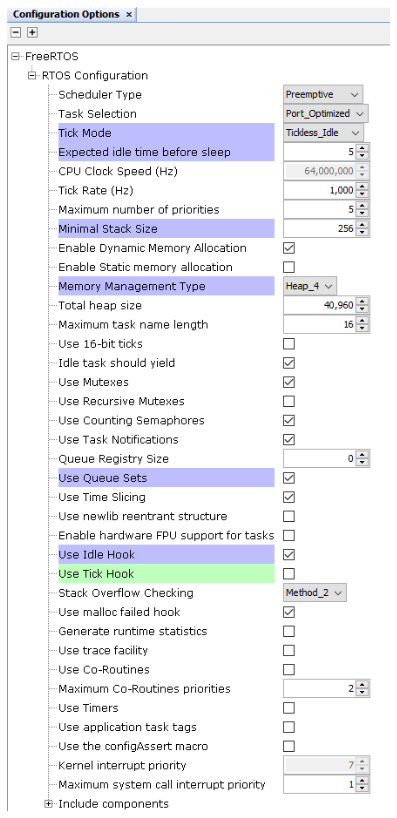 Configuration Options ×
FreeRTOS
RTOS Configuration
Scheduler Type Preemptive
Task Selection Port_Optimized
Tick Mode Tickless_Idle
Expected idle time before sleep 5
CPU Clock Speed (Hz) 64,000,000
Tick Rate (Hz) 1,000
Maximum number of priorities 5
Minimal Stack Size 256
Enable Dynamic Memory Allocation
Enable Static memory allocation
Memory Management Type Heap_4
Total heap size 40,960
Maximum task name length 16
Use 16-bit ticks
Idle task should yield
Use Mutexes
Use Recursive Mutexes
Use Counting Semaphores
Use Task Notifications
Queue Registry Size 0
Use Queue Sets
Use Time Slicing
Use newlib reentrant structure
Enable hardware FPU support for tasks
Use Idle Hook
Use Tick Hook
Stack Overflow Checking Method_2
Use malloc failed hook
Generate runtime statistics
Use trace facility
Use Co-Routines
Maximum Co-Routines priorities 2
Use Timers
Use application task tags
Use the configAssert macro
Kernel interrupt priority 7
Maximum system call interrupt priority 1
Include components